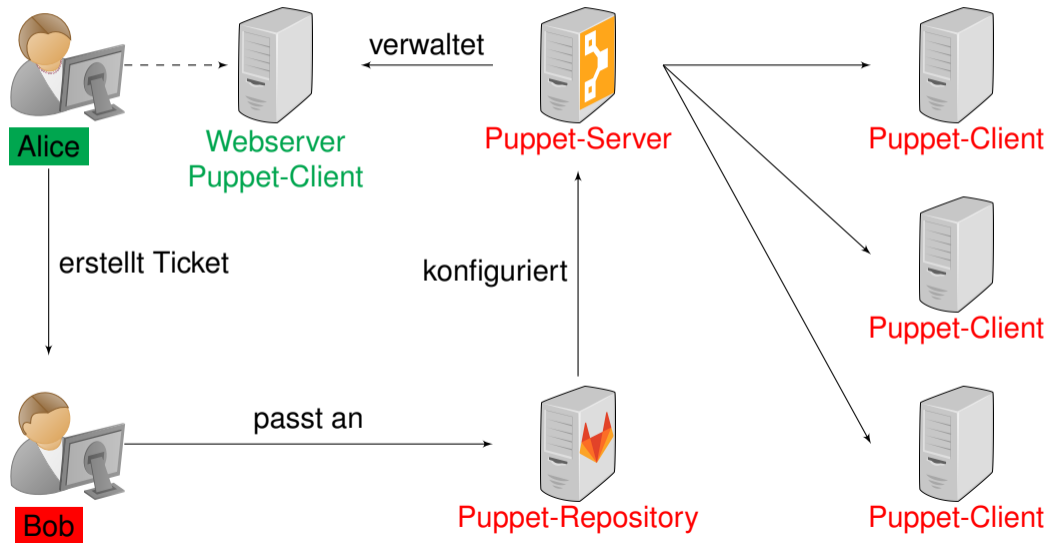 verwaltet
Alice
Webserver
Puppet-Client
Puppet-Server
Puppet-Client
erstellt Ticket
konfiguriert
Puppet-Client
passt an
Bob
Puppet-Repository
Puppet-Client